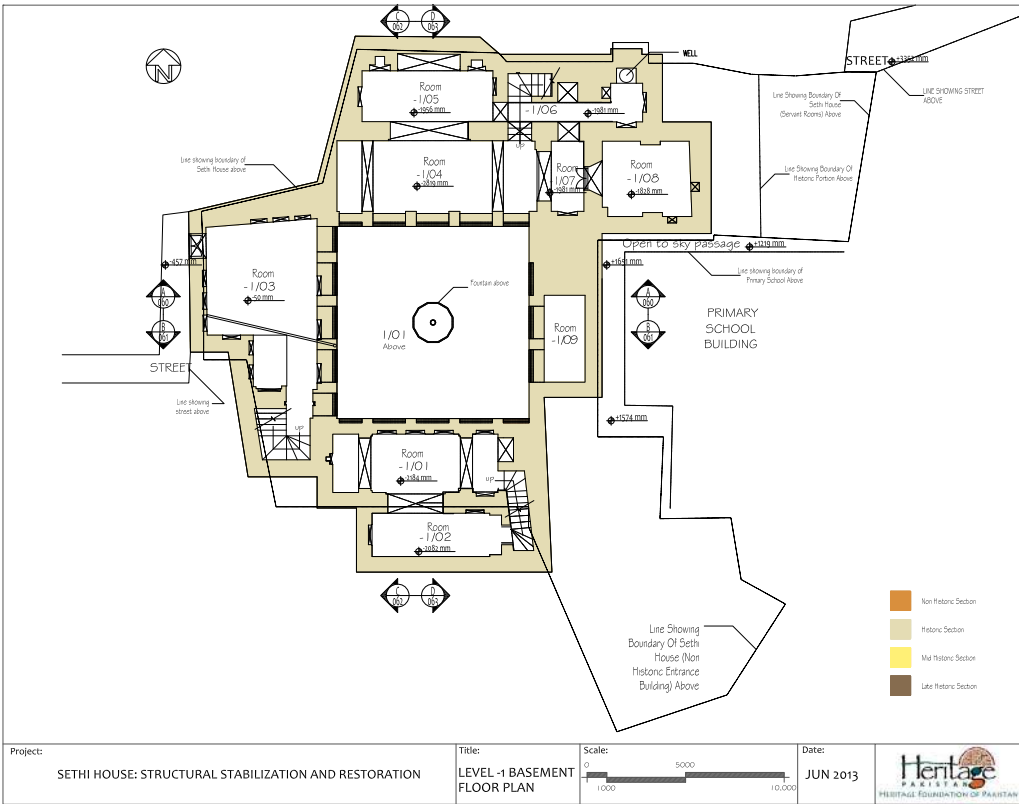 C
062
D
063
WELL
STREET
+3352 mm
LINE SHOWING STREET
ABOVE
Line Showing Boundary Of
Sethi House
(Servant Rooms) Above
Room
-1/05
-1956 mm
-1/06
-1981 mm
up
Line showing boundary of
Sethi House above
Room
-1/04
-2819 mm
Room
-1/07
-1981 mm
Room
-1/08
-1828 mm
Line Showing Boundary Of
Historic Portion Above
Open to sky passage
+1219 mm
-457 mm
+1651 mm
Line showing boundary of
Primary School Above
Room
-1/03
-50 mm
Fountain above
A
060
B
061
A
060
B
061
1/01
Above
Room
-1/09
PRIMARY
SCHOOL
BUILDING
STREET
Line showing
street above
up
+1574 mm
Room
-1/01
-2184 mm
up
Room
-1/02
-2082 mm
C
062
D
063
Line Showing
Boundary Of Sethi
House (Non
Historic Entrance
Building) Above
Non Historic Section
Historic Section
Mid Historic Section
Late Historic Section
Project:
SETHI HOUSE: STRUCTURAL STABILIZATION AND RESTORATION
Title:
LEVEL -1 BASEMENT
FLOOR PLAN
Scale:
0
5000
1000
10,000
Date:
JUN 2013
Heritage
PAKISTAN
HERITAGE FOUNDATION OF PAKISTAN
N